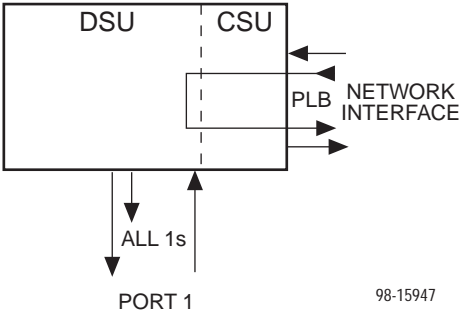 DSU CSU
PLB
NETWORK
INTERFACE
ALL 1s
PORT 1
98-15947